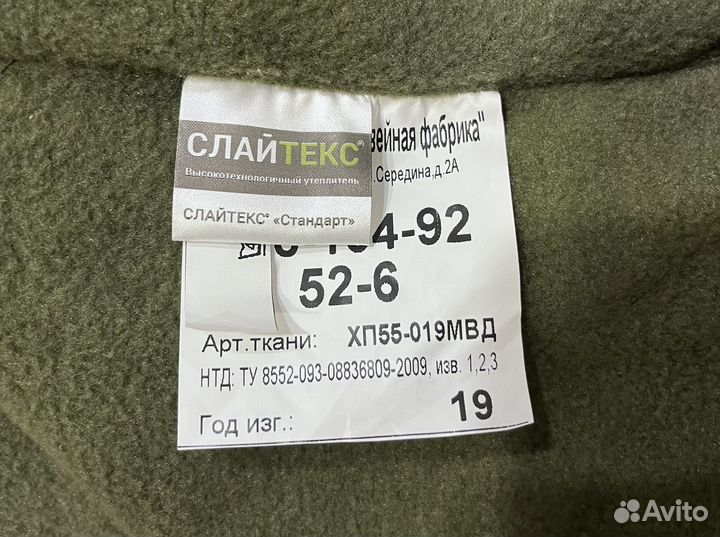 СЛАЙТЕКС®
Высокотехнологичный утеплитель
СЛАЙТЕКС® «Стандарт»
фабрика"
.Середина,д.2А
-92
52-6
Арт.ткани: ХП55-019МВД
НТД: ТУ 8552-093-08836809-2009, изв. 1,2,3
Год изг.: 19
Avito